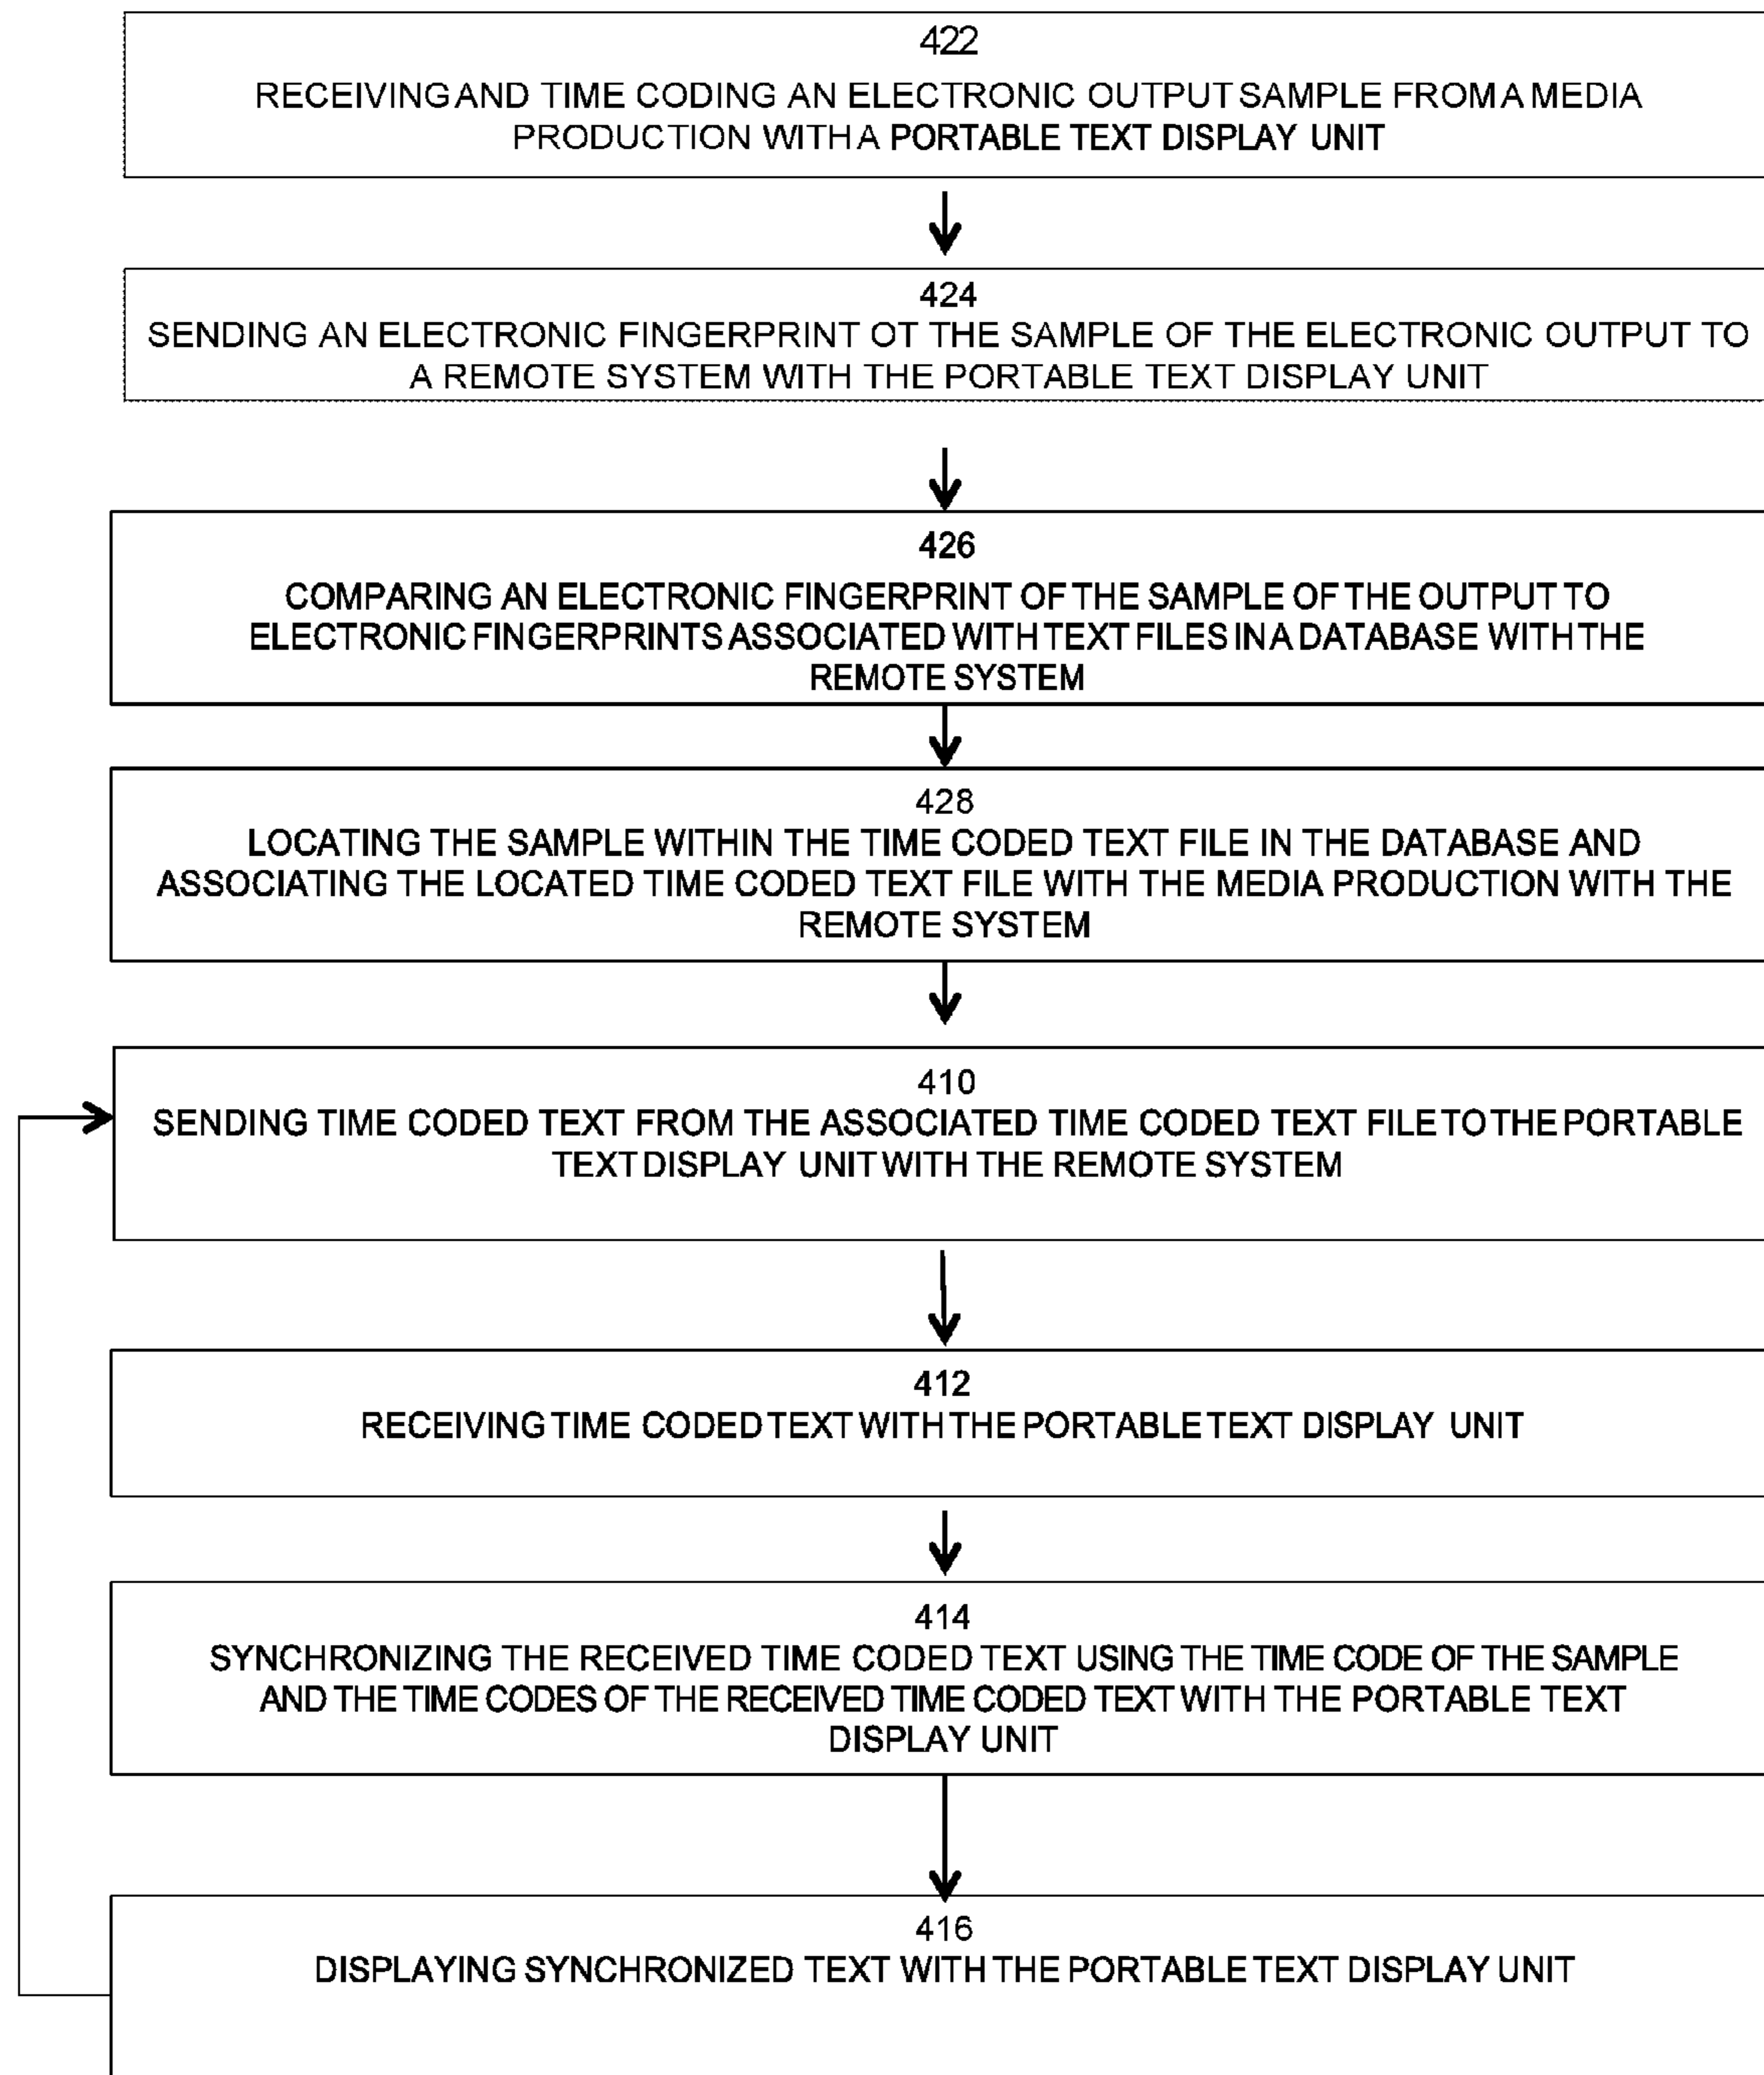 422
RECEIVING AND TIME CODING AN ELECTRONIC OUTPUT SAMPLE FROM A MEDIA
PRODUCTION WITH A PORTABLE TEXT DISPLAY UNIT
424
SENDING AN ELECTRONIC FINGERPRINT OT THE SAMPLE OF THE ELECTRONIC OUTPUT TO
A REMOTE SYSTEM WITH THE PORTABLE TEXT DISPLAY UNIT
426
COMPARING AN ELECTRONIC FINGERPRINT OF THE SAMPLE OF THE OUTPUT TO
ELECTRONIC FINGERPRINTS ASSOCIATED WITH TEXT FILES IN A DATABASE WITH THE
REMOTE SYSTEM
428
LOCATING THE SAMPLE WITHIN THE TIME CODED TEXT FILE IN THE DATABASE AND
ASSOCIATING THE LOCATED TIME CODED TEXT FILE WITH THE MEDIA PRODUCTION WITH THE
REMOTE SYSTEM
410
SENDING TIME CODED TEXT FROM THE ASSOCIATED TIME CODED TEXT FILE TO THE PORTABLE
TEXT DISPLAY UNIT WITH THE REMOTE SYSTEM
412
RECEIVING TIME CODED TEXT WITH THE PORTABLE TEXT DISPLAY UNIT
414
SYNCHRONIZING THE RECEIVED TIME CODED TEXT USING THE TIME CODE OF THE SAMPLE
AND THE TIME CODES OF THE RECEIVED TIME CODED TEXT WITH THE PORTABLE TEXT
DISPLAY UNIT
416
DISPLAYING SYNCHRONIZED TEXT WITH THE PORTABLE TEXT DISPLAY UNIT